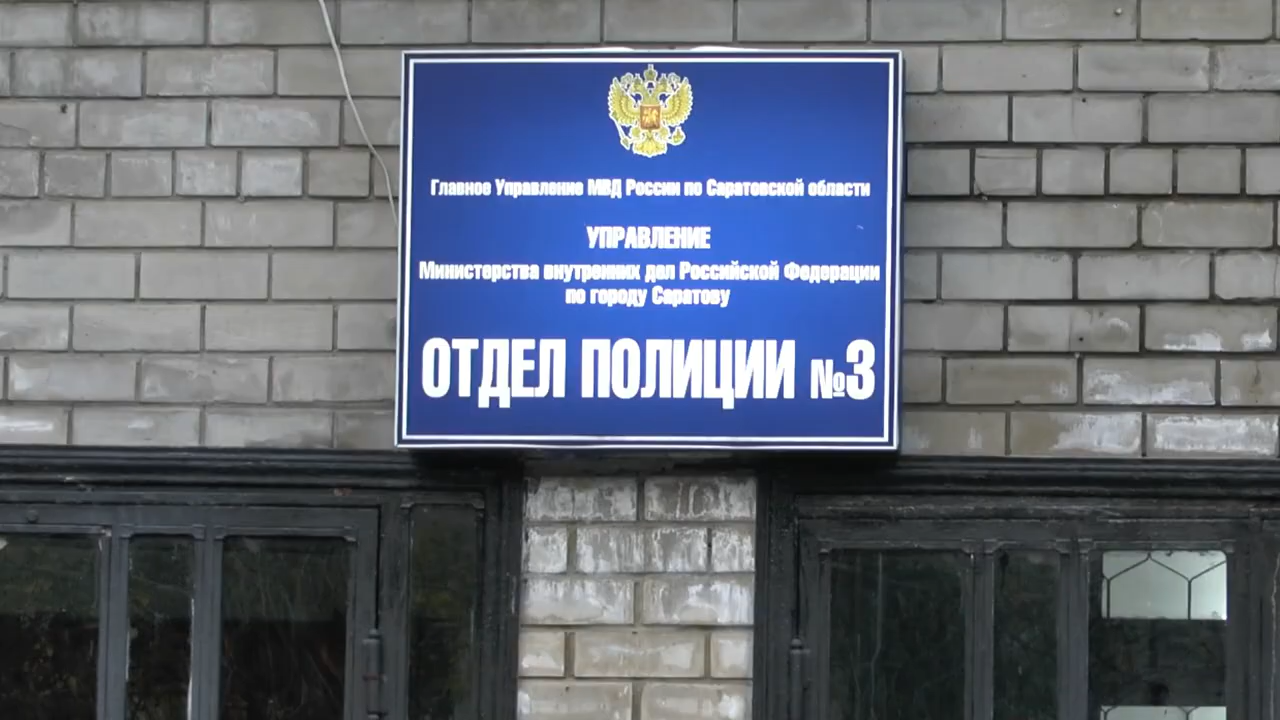 Главное Управление МВД России по Саратовской области
УПРАВЛЕНИЕ
Министерства внутренних дел Российской Федерации
по городу Саратову
ОТДЕЛ ПОЛИЦИИ №3